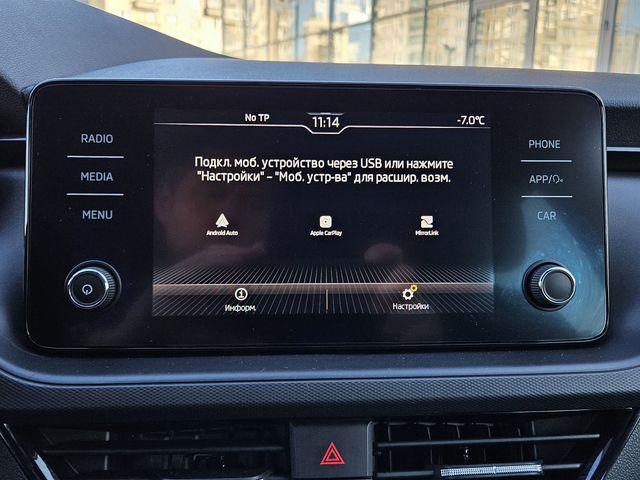 No TP 11:14 -7.0°C
RADIO
MEDIA
MENU
Подкл. моб. устройство через USB или нажмите
"Настройки" – "Моб. устр-ва" для расшир. возм.
Android Auto Apple CarPlay MirrorLink
Информ. Настройки
PHONE
APP/
CAR